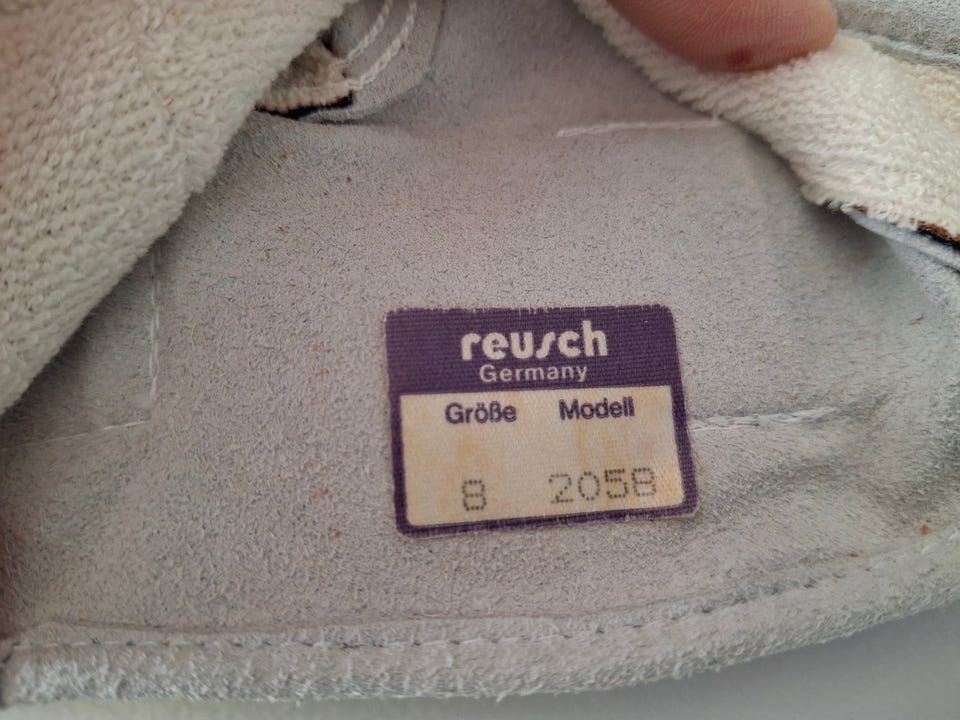 reusch
Germany
Größe Modell
8 2058